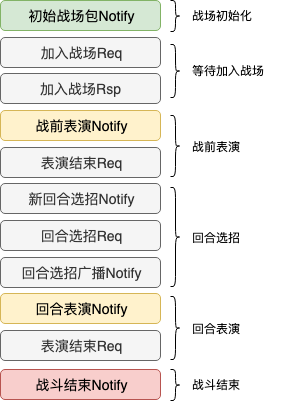 初始战场包Notify
战场初始化
加入战场Req
加入战场Rsp
等待加入战场
战前表演Notify
表演结束Req
战前表演
新回合选招Notify
回合选招Req
回合选招广播Notify
回合选招
回合表演Notify
表演结束Req
回合表演
战斗结束Notify
战斗结束